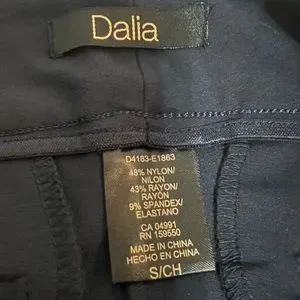 Dalia
D4183-E1863
48% NYLON/
NILON
43% RAYON/
RAYON
9% SPANDEX/
ELASTANO
CA 04991
RN 159550
MADE IN CHINA
HECHO EN CHINA
S/CH